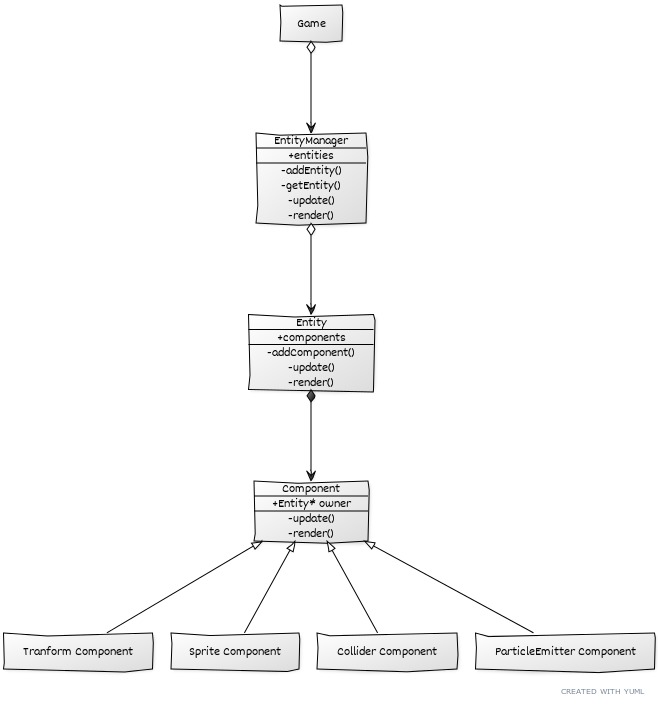 Game
EntityManager
+entities
-addEntity()
-getEntity()
-update()
-render()
Entity
+components
-addComponent()
-update()
-render()
Component
+Entity* owner
-update()
-render()
Tranform Component
Sprite Component
Collider Component
ParticleEmitter Component
CREATED WITH YUML